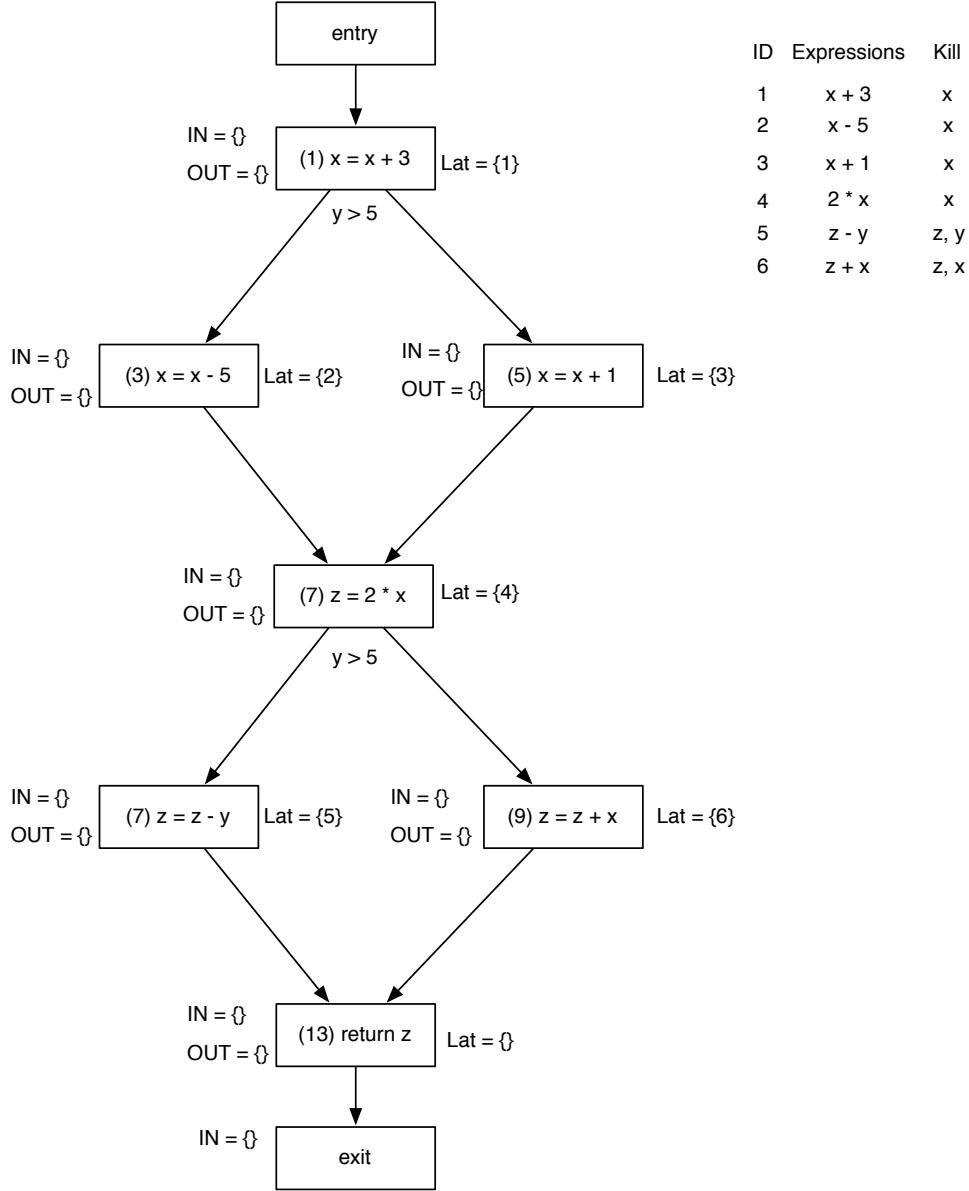 entry
ID Expressions Kill
1 x + 3 x
2 x - 5 x
3 x + 1 x
4 2 * x x
5 z - y z, y
6 z + x z, x
IN = {}
OUT = {}
(1) x = x + 3
Lat = {1}
y > 5
IN = {}
OUT = {}
(3) x = x - 5
Lat = {2}
IN = {}
OUT = {}
(5) x = x + 1
Lat = {3}
IN = {}
OUT = {}
(7) z = 2 * x
Lat = {4}
y > 5
IN = {}
OUT = {}
(7) z = z - y
Lat = {5}
IN = {}
OUT = {}
(9) z = z + x
Lat = {6}
IN = {}
OUT = {}
(13) return z
Lat = {}
IN = {}
exit